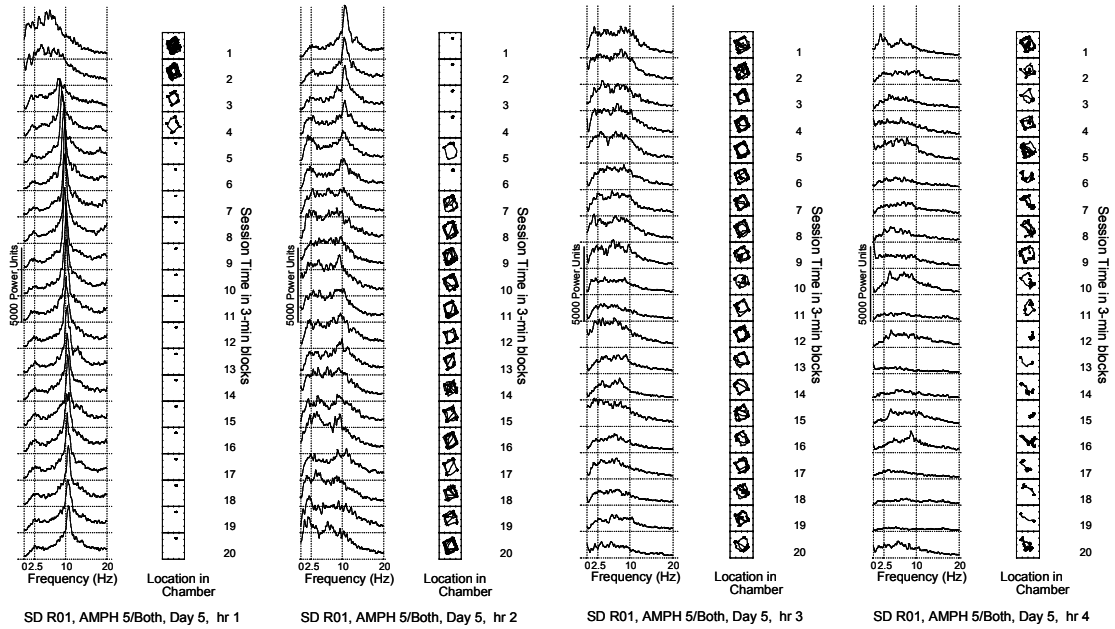 1
2
3
4
5
6
7
8
9
10
11
12
13
14
15
16
17
18
19
20
5000 Power Units
Session Time in 3-min blocks
02.5 10 20
Frequency (Hz)
Location in
Chamber
SD R01, AMPH 5/Both, Day 5, hr 1
1
2
3
4
5
6
7
8
9
10
11
12
13
14
15
16
17
18
19
20
5000 Power Units
Session Time in 3-min blocks
02.5 10 20
Frequency (Hz)
Location in
Chamber
SD R01, AMPH 5/Both, Day 5, hr 2
1
2
3
4
5
6
7
8
9
10
11
12
13
14
15
16
17
18
19
20
5000 Power Units
Session Time in 3-min blocks
02.5 10 20
Frequency (Hz)
Location in
Chamber
SD R01, AMPH 5/Both, Day 5, hr 3
1
2
3
4
5
6
7
8
9
10
11
12
13
14
15
16
17
18
19
20
5000 Power Units
Session Time in 3-min blocks
02.5 10 20
Frequency (Hz)
Location in
Chamber
SD R01, AMPH 5/Both, Day 5, hr 4